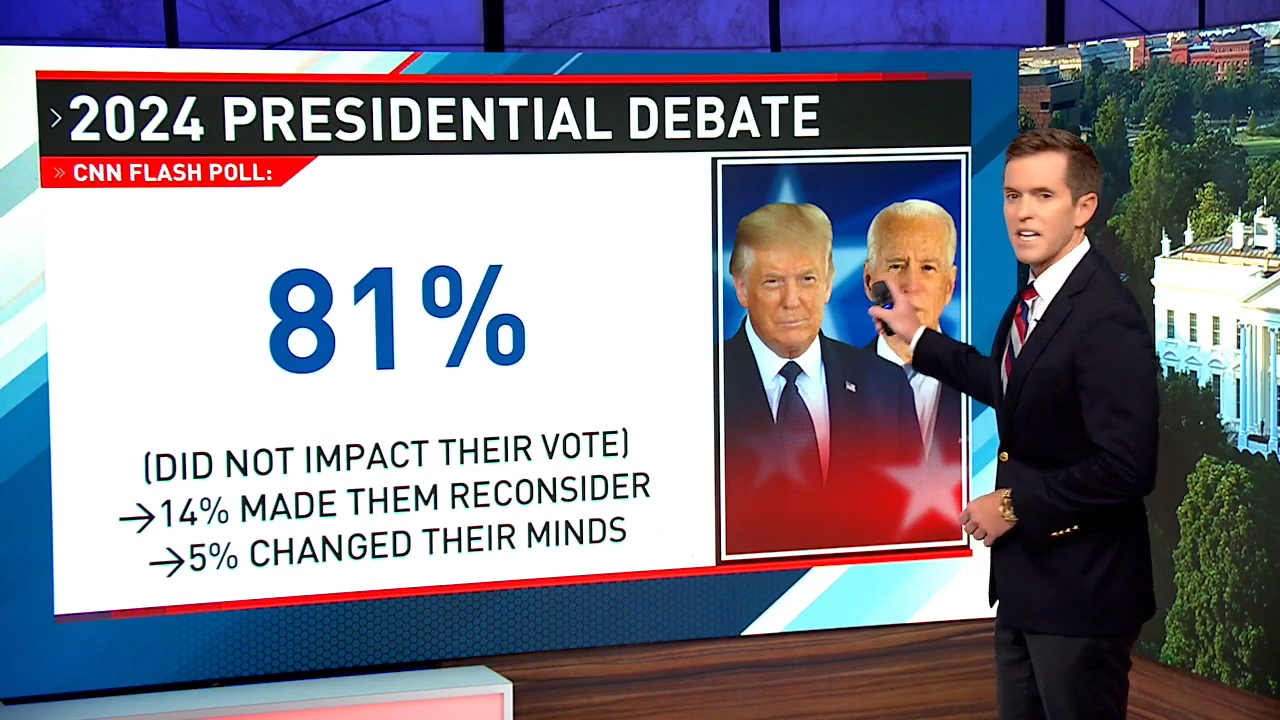 2024 PRESIDENTIAL DEBATE
CNN FLASH POLL:
81%
(DID NOT IMPACT THEIR VOTE)
→14% MADE THEM RECONSIDER
→5% CHANGED THEIR MINDS